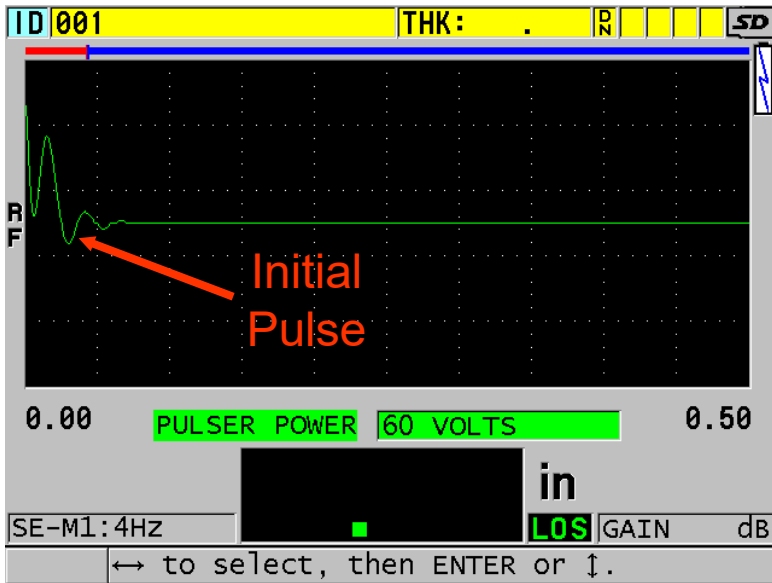 ID 001 THK: . DN SD
RF
Initial
Pulse
0.00 PULSER POWER 60 VOLTS 0.50
in
SE-M1:4Hz LOS GAIN dB
↔ to select, then ENTER or ↕.